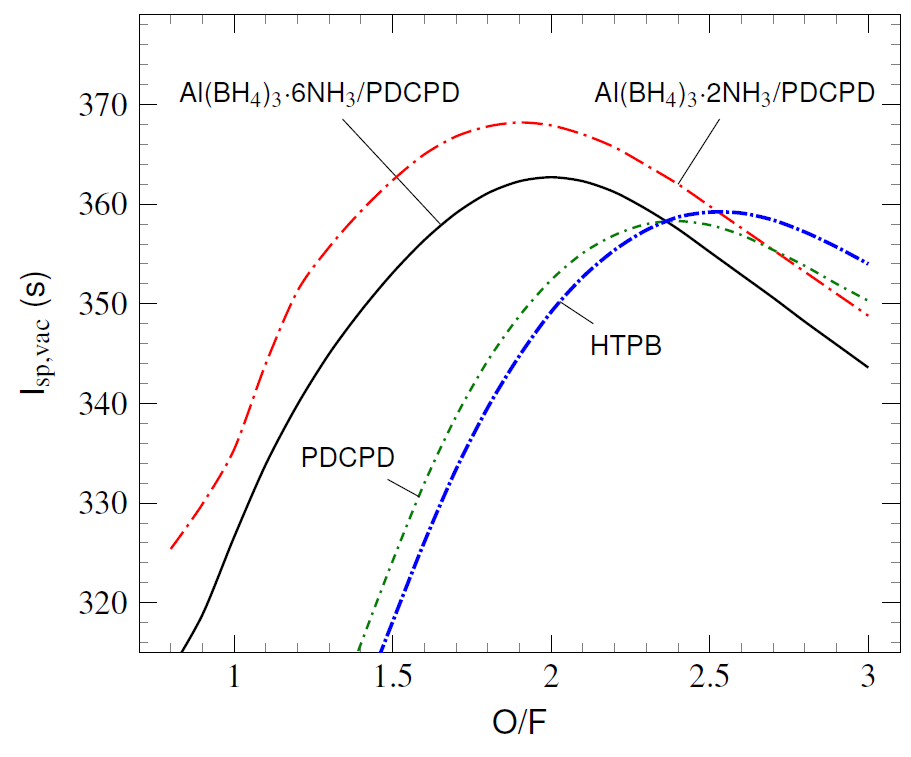 Al(BH₄)₃·6NH₃/PDCPD
Al(BH₄)₃·2NH₃/PDCPD
370
360
350
340
330
320
I_sp,vac (s)
HTPB
PDCPD
1
1.5
2
2.5
3
O/F